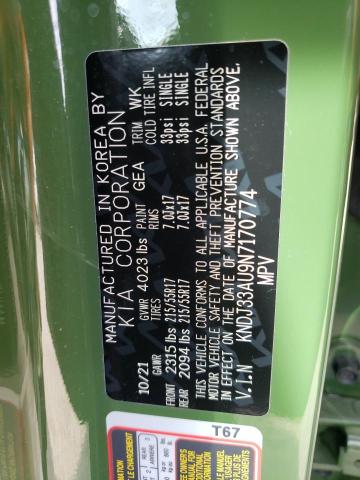 MANUFACTURED IN KOREA BY
KIA CORPORATION
10/21 GVWR 4023 lbs PAINT GEA TRIM WK
GAWR TIRES RIMS COLD TIRE INFL
FRONT 2315 lbs 215/55R17 7.0Jx17 33psi SINGLE
REAR 2094 lbs 215/55R17 7.0Jx17 33psi SINGLE
THIS VEHICLE CONFORMS TO ALL APPLICABLE U.S.A. FEDERAL
MOTOR VEHICLE SAFETY AND THEFT PREVENTION STANDARDS
IN EFFECT ON THE DATE OF MANUFACTURE SHOWN ABOVE.
V.I.N KNDJ33AU9N7170774
MPV
T67